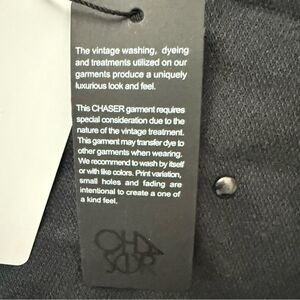 The vintage washing, dyeing
and treatments utilized on our
garments produce a uniquely
luxurious look and feel.
This CHASER garment requires
special consideration due to the
nature of the vintage treatment.
This garment may transfer dye to
other garments when wearing.
We recommend to wash by itself
or with like colors. Print variation,
small holes and fading are
intentional to create a one of
a kind feel.
CHA
SER